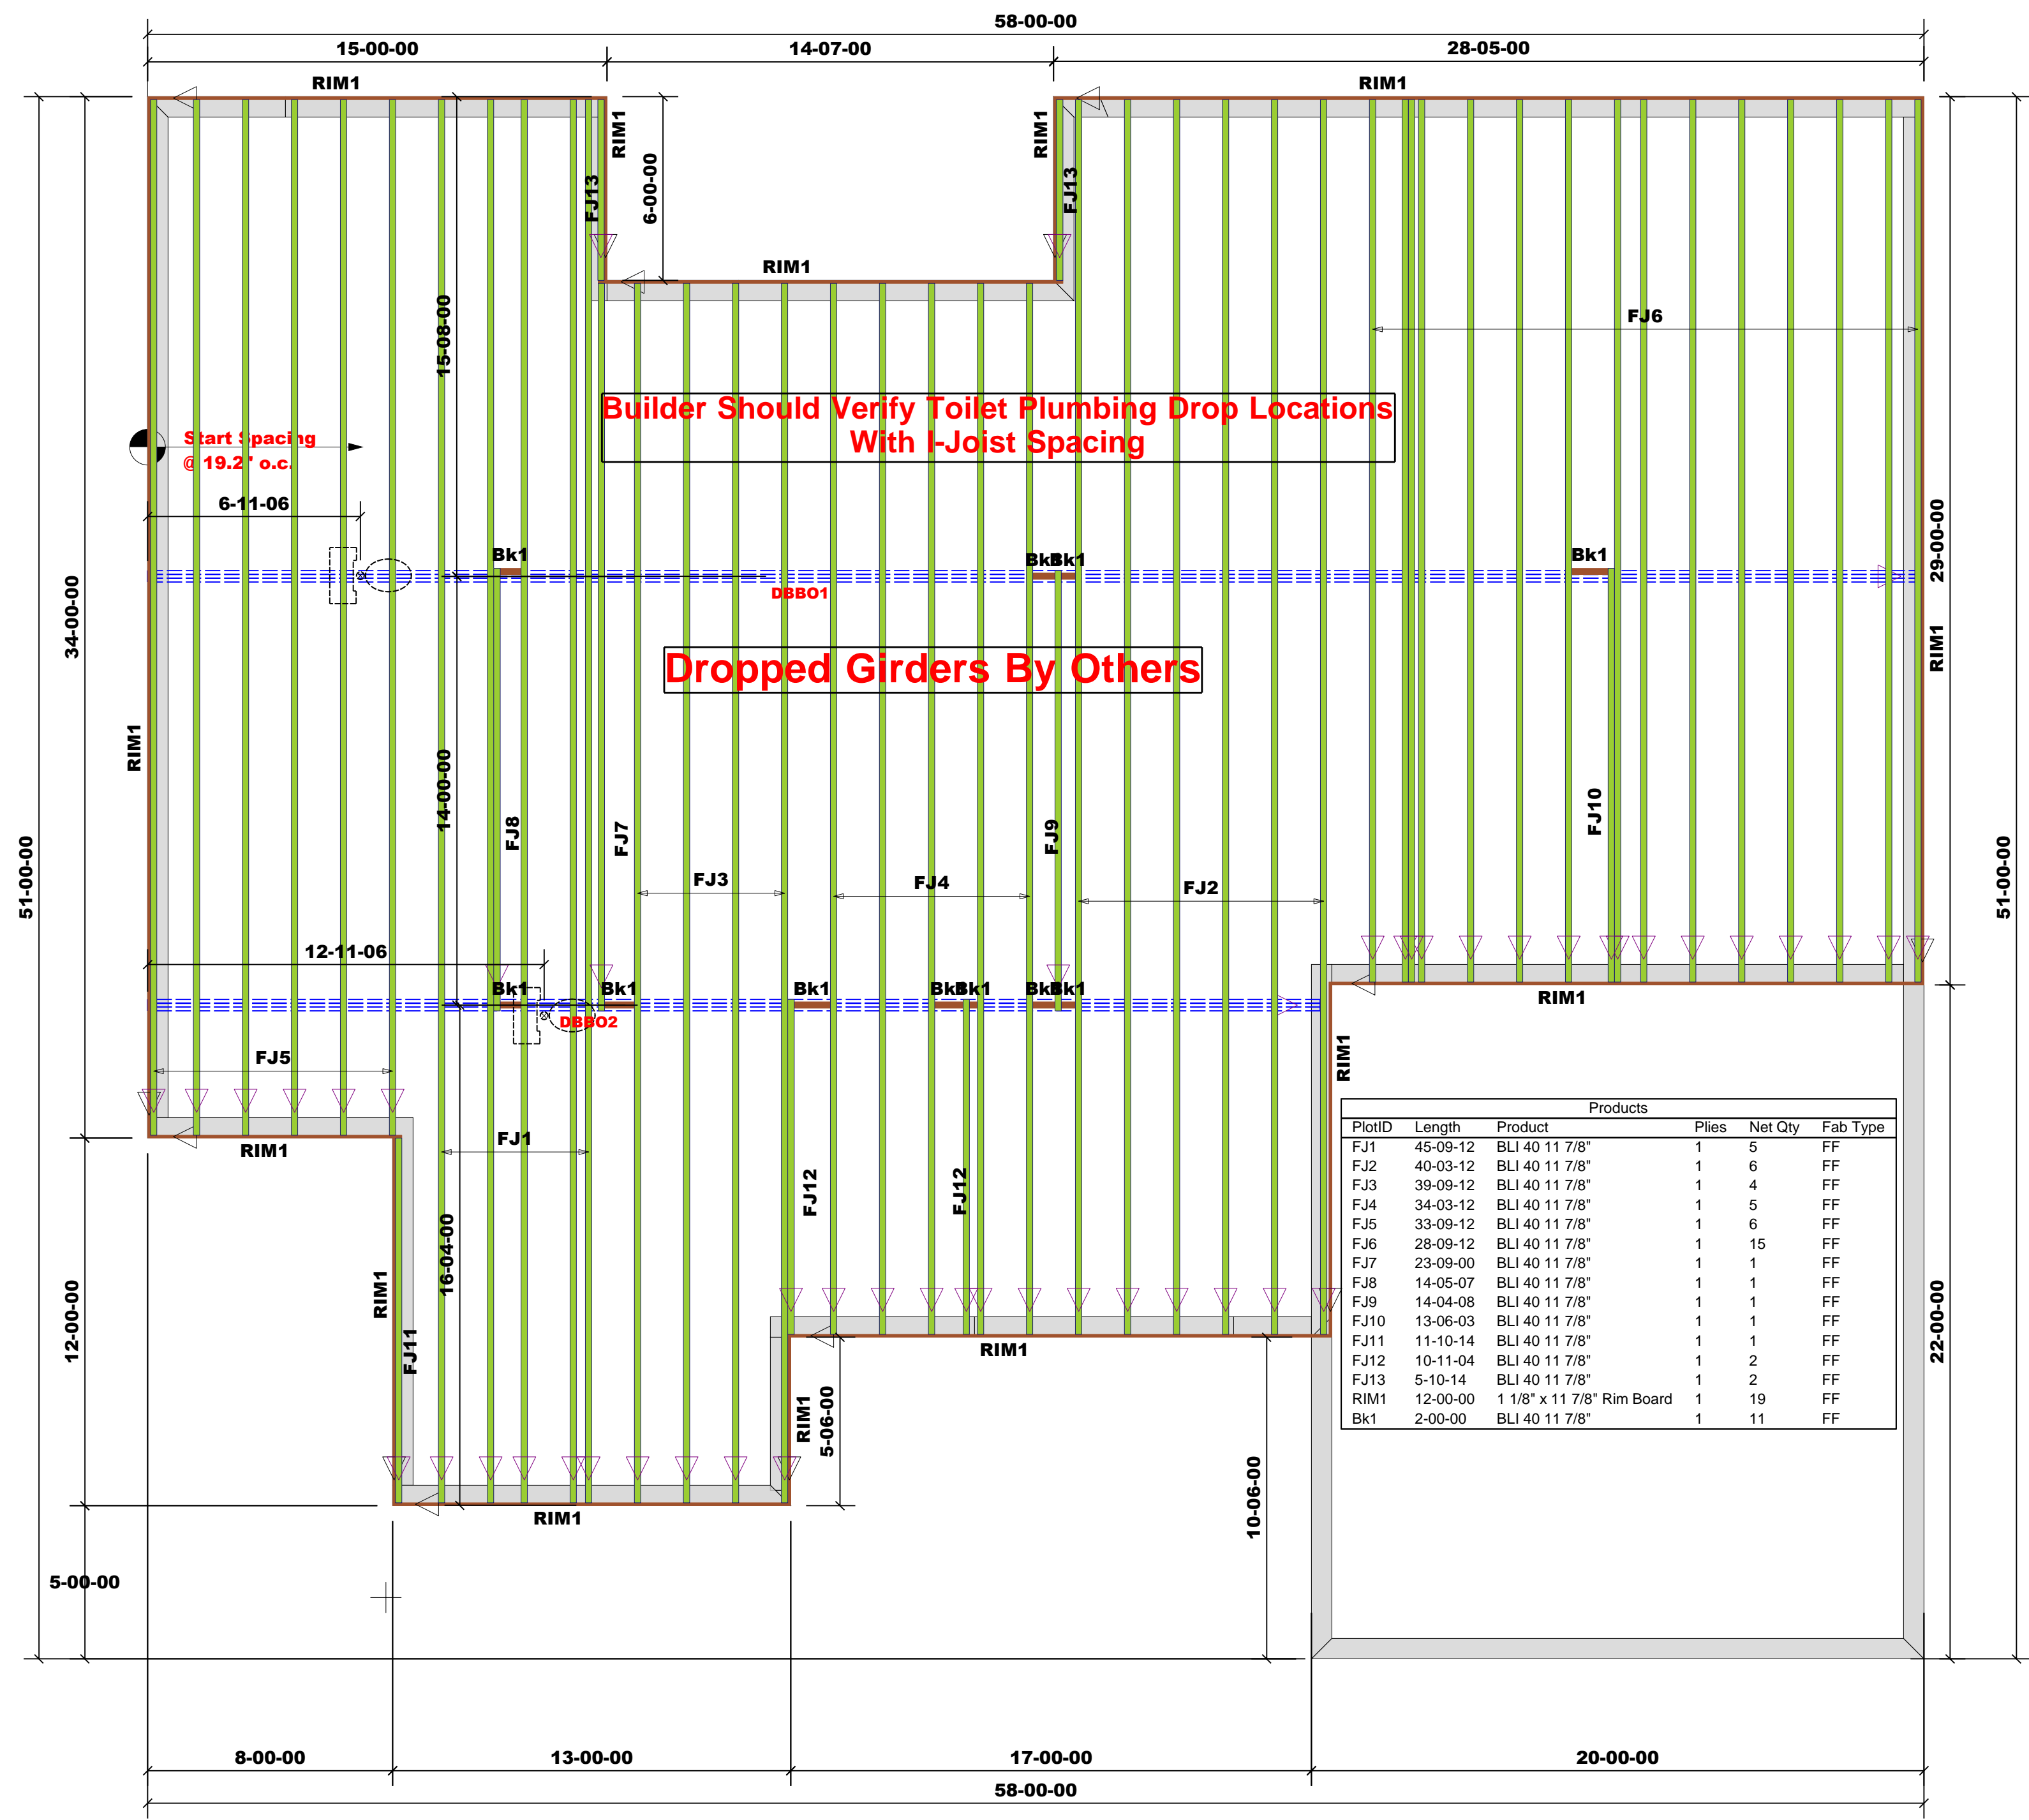 58-00-00
15-00-00
14-07-00
28-05-00
RIM1
RIM1
RIM1
RIM1
FJ13
6-00-00
FJ13
RIM1
15-08-00
FJ6
Builder Should Verify Toilet Plumbing Drop Locations
With I-Joist Spacing
Start Spacing
@ 19.2" o.c.
6-11-06
29-00-00
Bk1
Bk1
Bk1
Bk1
DBBO1
34-00-00
Dropped Girders By Others
RIM1
RIM1
14-00-00
FJ8
FJ7
FJ9
FJ10
51-00-00
51-00-00
FJ3
FJ4
FJ2
12-11-06
Bk1
Bk1
Bk1
Bk1
Bk1
Bk1
Bk1
DBBO2
RIM1
RIM1
FJ5
RIM1
FJ1
FJ12
FJ12
16-04-00
RIM1
FJ11
12-00-00
22-00-00
RIM1
RIM1
5-06-00
10-06-00
RIM1
5-00-00
Products
PlotID Length Product Plies Net Qty Fab Type
FJ1 45-09-12 BLI 40 11 7/8" 1 5 FF
FJ2 40-03-12 BLI 40 11 7/8" 1 6 FF
FJ3 39-09-12 BLI 40 11 7/8" 1 4 FF
FJ4 34-03-12 BLI 40 11 7/8" 1 5 FF
FJ5 33-09-12 BLI 40 11 7/8" 1 6 FF
FJ6 28-09-12 BLI 40 11 7/8" 1 15 FF
FJ7 23-09-00 BLI 40 11 7/8" 1 1 FF
FJ8 14-05-07 BLI 40 11 7/8" 1 1 FF
FJ9 14-04-08 BLI 40 11 7/8" 1 1 FF
FJ10 13-06-03 BLI 40 11 7/8" 1 1 FF
FJ11 11-10-14 BLI 40 11 7/8" 1 1 FF
FJ12 10-11-04 BLI 40 11 7/8" 1 2 FF
FJ13 5-10-14 BLI 40 11 7/8" 1 2 FF
RIM1 12-00-00 1 1/8" x 11 7/8" Rim Board 1 19 FF
Bk1 2-00-00 BLI 40 11 7/8" 1 11 FF
8-00-00
13-00-00
17-00-00
20-00-00
58-00-00